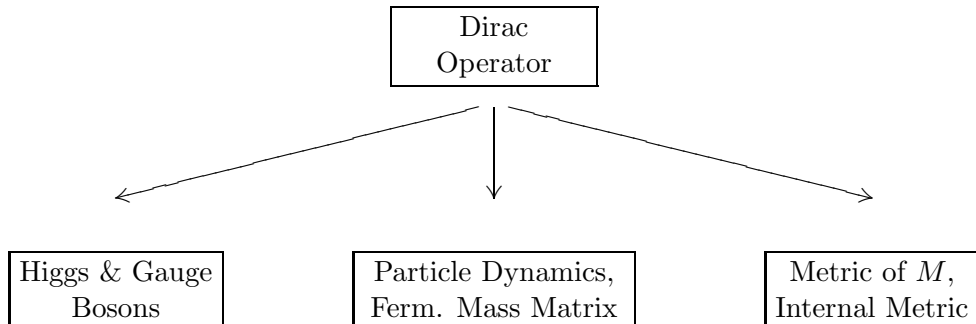 Dirac
Operator
Higgs & Gauge
Bosons
Particle Dynamics,
Ferm. Mass Matrix
Metric of M,
Internal Metric